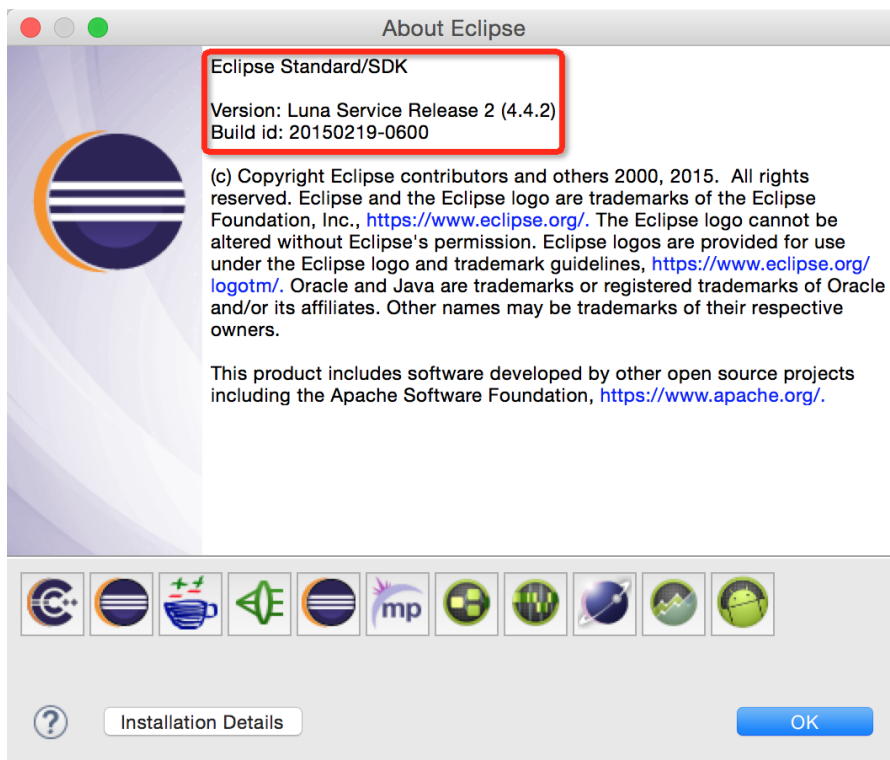 About Eclipse
Eclipse Standard/SDK
Version: Luna Service Release 2 (4.4.2)
Build id: 20150219-0600
(c) Copyright Eclipse contributors and others 2000, 2015.  All rights
reserved. Eclipse and the Eclipse logo are trademarks of the Eclipse
Foundation, Inc., https://www.eclipse.org/. The Eclipse logo cannot be
altered without Eclipse's permission. Eclipse logos are provided for use
under the Eclipse logo and trademark guidelines, https://www.eclipse.org/
logotm/. Oracle and Java are trademarks or registered trademarks of Oracle
and/or its affiliates. Other names may be trademarks of their respective
owners.
This product includes software developed by other open source projects
including the Apache Software Foundation, https://www.apache.org/.
mp
? Installation Details OK